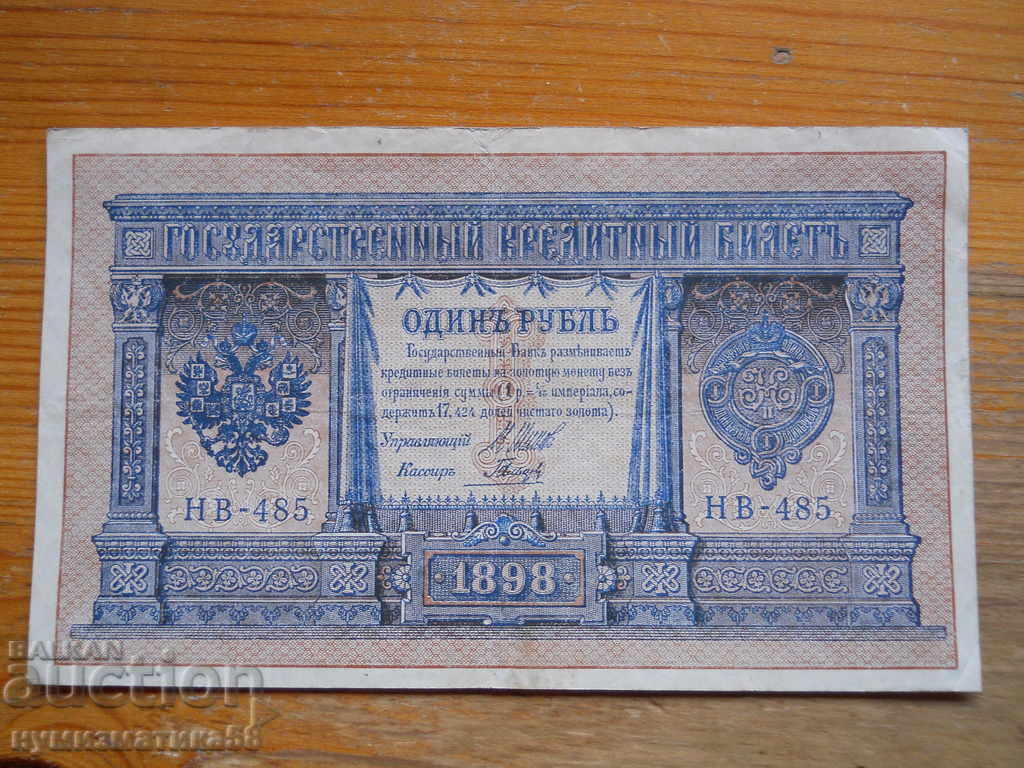 ГОСУДАРСТВЕННЫЙ КРЕДИТНЫЙ БИЛЕТЪ
ОДИНЪ РУБЛЬ
Государственный Банкъ размѣниваетъ
кредитные билеты на золотую монету безъ
ограниченія суммы (1 р. = 1/15 имперіала, со-
держитъ 17,424 долей чистаго золота).
Управляющій
Кассиръ
НВ-485 НВ-485
1898
BALKAN
auction
нумизматика58